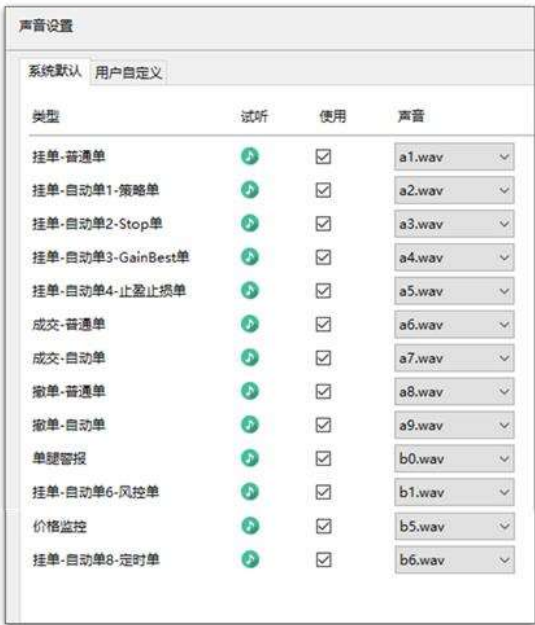 声音设置
系统默认 用户自定义
类型 试听 使用 声音
挂单-普通单 a1.wav
挂单-自动单1-策略单 a2.wav
挂单-自动单2-Stop单 a3.wav
挂单-自动单3-GainBest单 a4.wav
挂单-自动单4-止盈止损单 a5.wav
成交-普通单 a6.wav
成交-自动单 a7.wav
撤单-普通单 a8.wav
撤单-自动单 a9.wav
单腿警报 b0.wav
挂单-自动单6-风控单 b1.wav
价格监控 b5.wav
挂单-自动单8-定时单 b6.wav